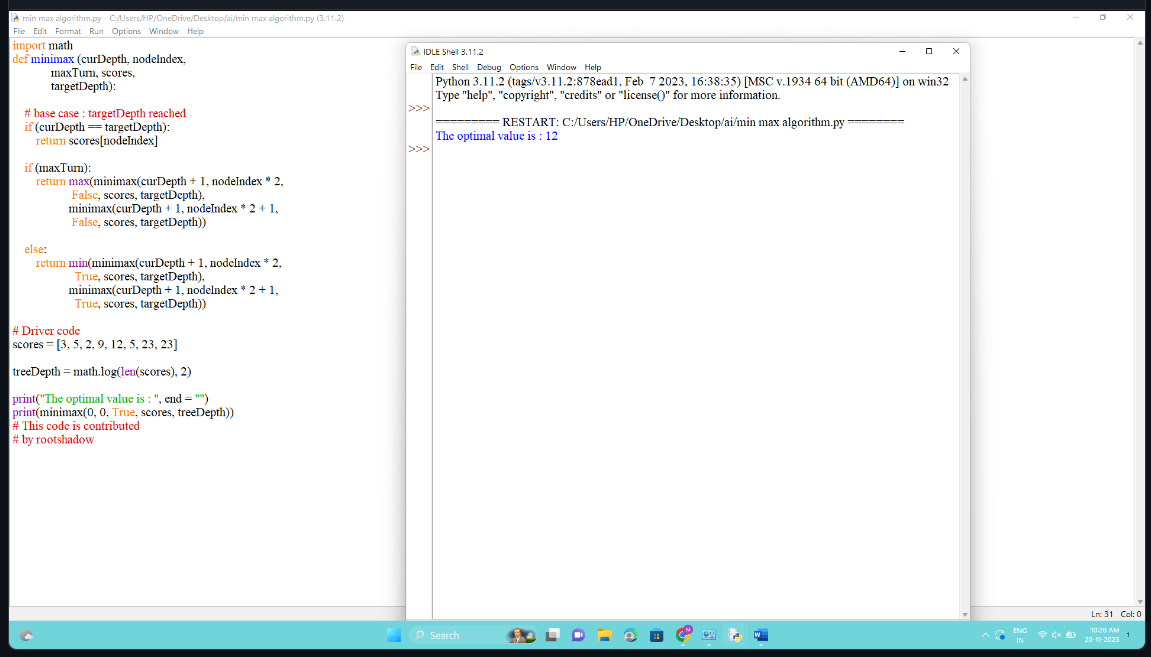 min max algorithm.py - C:/Users/HP/OneDrive/Desktop/ai/min max algorithm.py (3.11.2)
File Edit Format Run Options Window Help
import math
def minimax (curDepth, nodeIndex,
maxTurn, scores,
targetDepth):
# base case : targetDepth reached
if (curDepth == targetDepth):
return scores[nodeIndex]
if (maxTurn):
return max(minimax(curDepth + 1, nodeIndex * 2,
False, scores, targetDepth),
minimax(curDepth + 1, nodeIndex * 2 + 1,
False, scores, targetDepth))
else:
return min(minimax(curDepth + 1, nodeIndex * 2,
True, scores, targetDepth),
minimax(curDepth + 1, nodeIndex * 2 + 1,
True, scores, targetDepth))
# Driver code
scores = [3, 5, 2, 9, 12, 5, 23, 23]
treeDepth = math.log(len(scores), 2)
print("The optimal value is : ", end = "")
print(minimax(0, 0, True, scores, treeDepth))
# This code is contributed
# by rootshadow
IDLE Shell 3.11.2
File Edit Shell Debug Options Window Help
Python 3.11.2 (tags/v3.11.2:878ead1, Feb 7 2023, 16:38:35) [MSC v.1934 64 bit (AMD64)] on win32
Type "help", "copyright", "credits" or "license()" for more information.
>>>
========= RESTART: C:/Users/HP/OneDrive/Desktop/ai/min max algorithm.py ========
The optimal value is : 12
>>>
Ln: 31 Col: 0
Search
ENG
IN
10:28 AM
20-11-2023
1